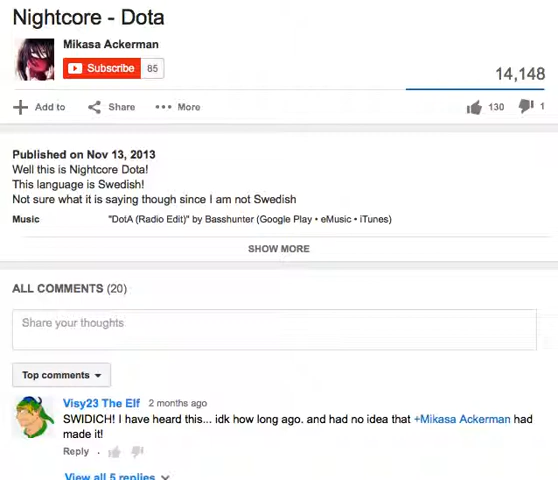 Nightcore - Dota
Mikasa Ackerman
Subscribe 85
14,148
Add to Share More 130 1
Published on Nov 13, 2013
Well this is Nightcore Dota!
This language is Swedish!
Not sure what it is saying though since I am not Swedish
Music "DotA (Radio Edit)" by Basshunter (Google Play • eMusic • iTunes)
SHOW MORE
ALL COMMENTS (20)
Share your thoughts
Top comments
Visy23 The Elf 2 months ago
SWIDICH! I have heard this... idk how long ago. and had no idea that +Mikasa Ackerman had
made it!
Reply
View all 5 replies